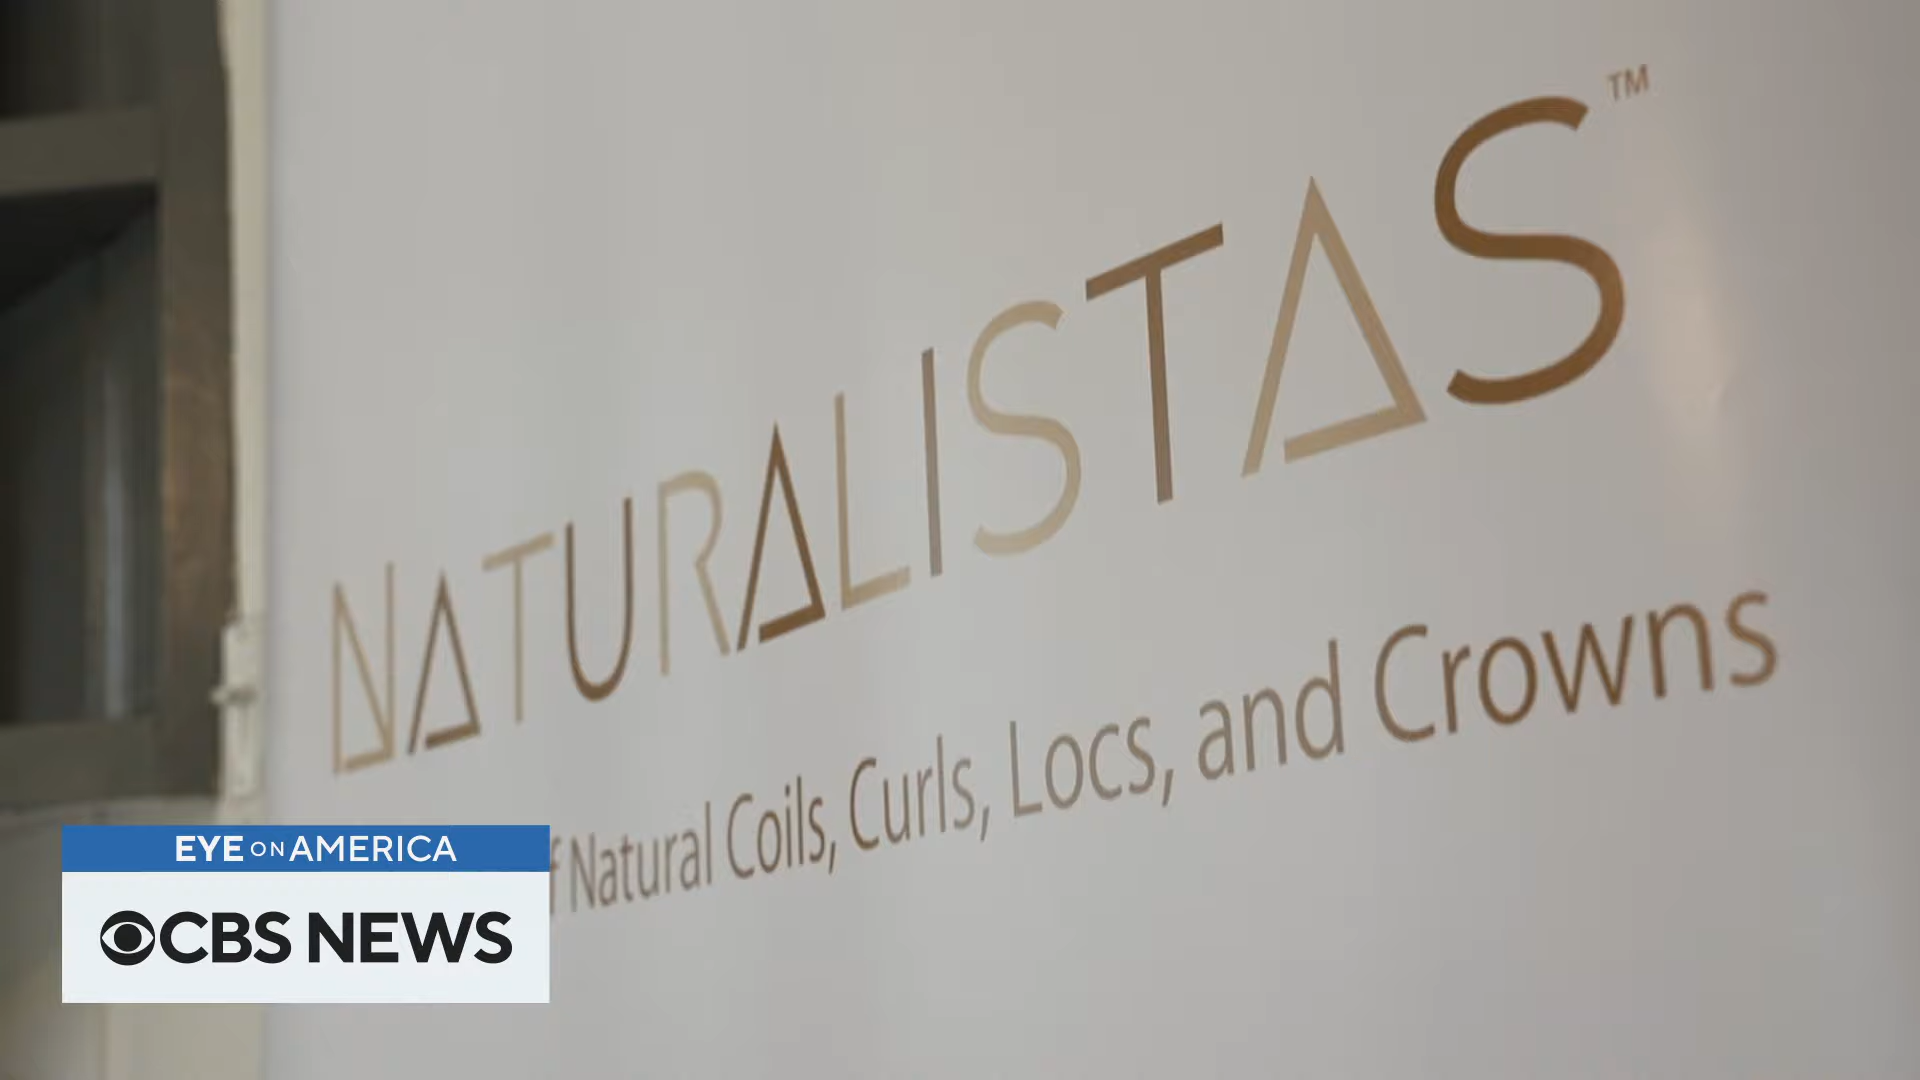 NATURALISTAS™
Natural Coils, Curls, Locs, and Crowns
EYE ON AMERICA
CBS NEWS